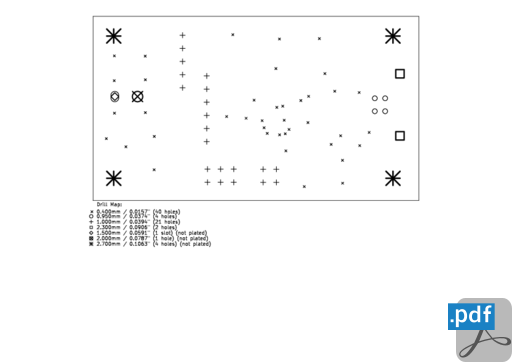 Drill Map:
0.400mm / 0.0157" (40 holes)
0.950mm / 0.0374" (4 holes)
1.000mm / 0.0394" (21 holes)
2.300mm / 0.0906" (2 holes)
1.500mm / 0.0591" (1 slot) (not plated)
2.000mm / 0.0787" (1 hole) (not plated)
2.700mm / 0.1063" (4 holes) (not plated)
.pdf